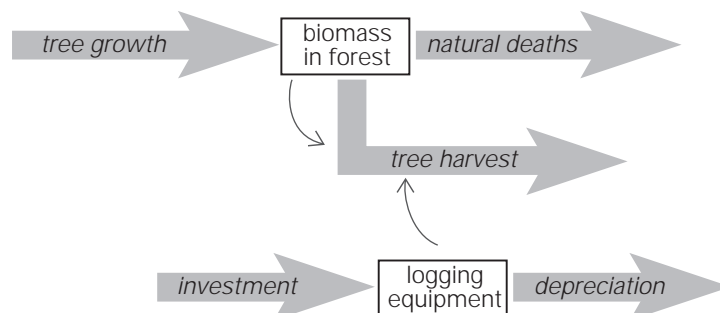 tree growth
biomass
in forest
natural deaths
tree harvest
investment
logging
equipment
depreciation